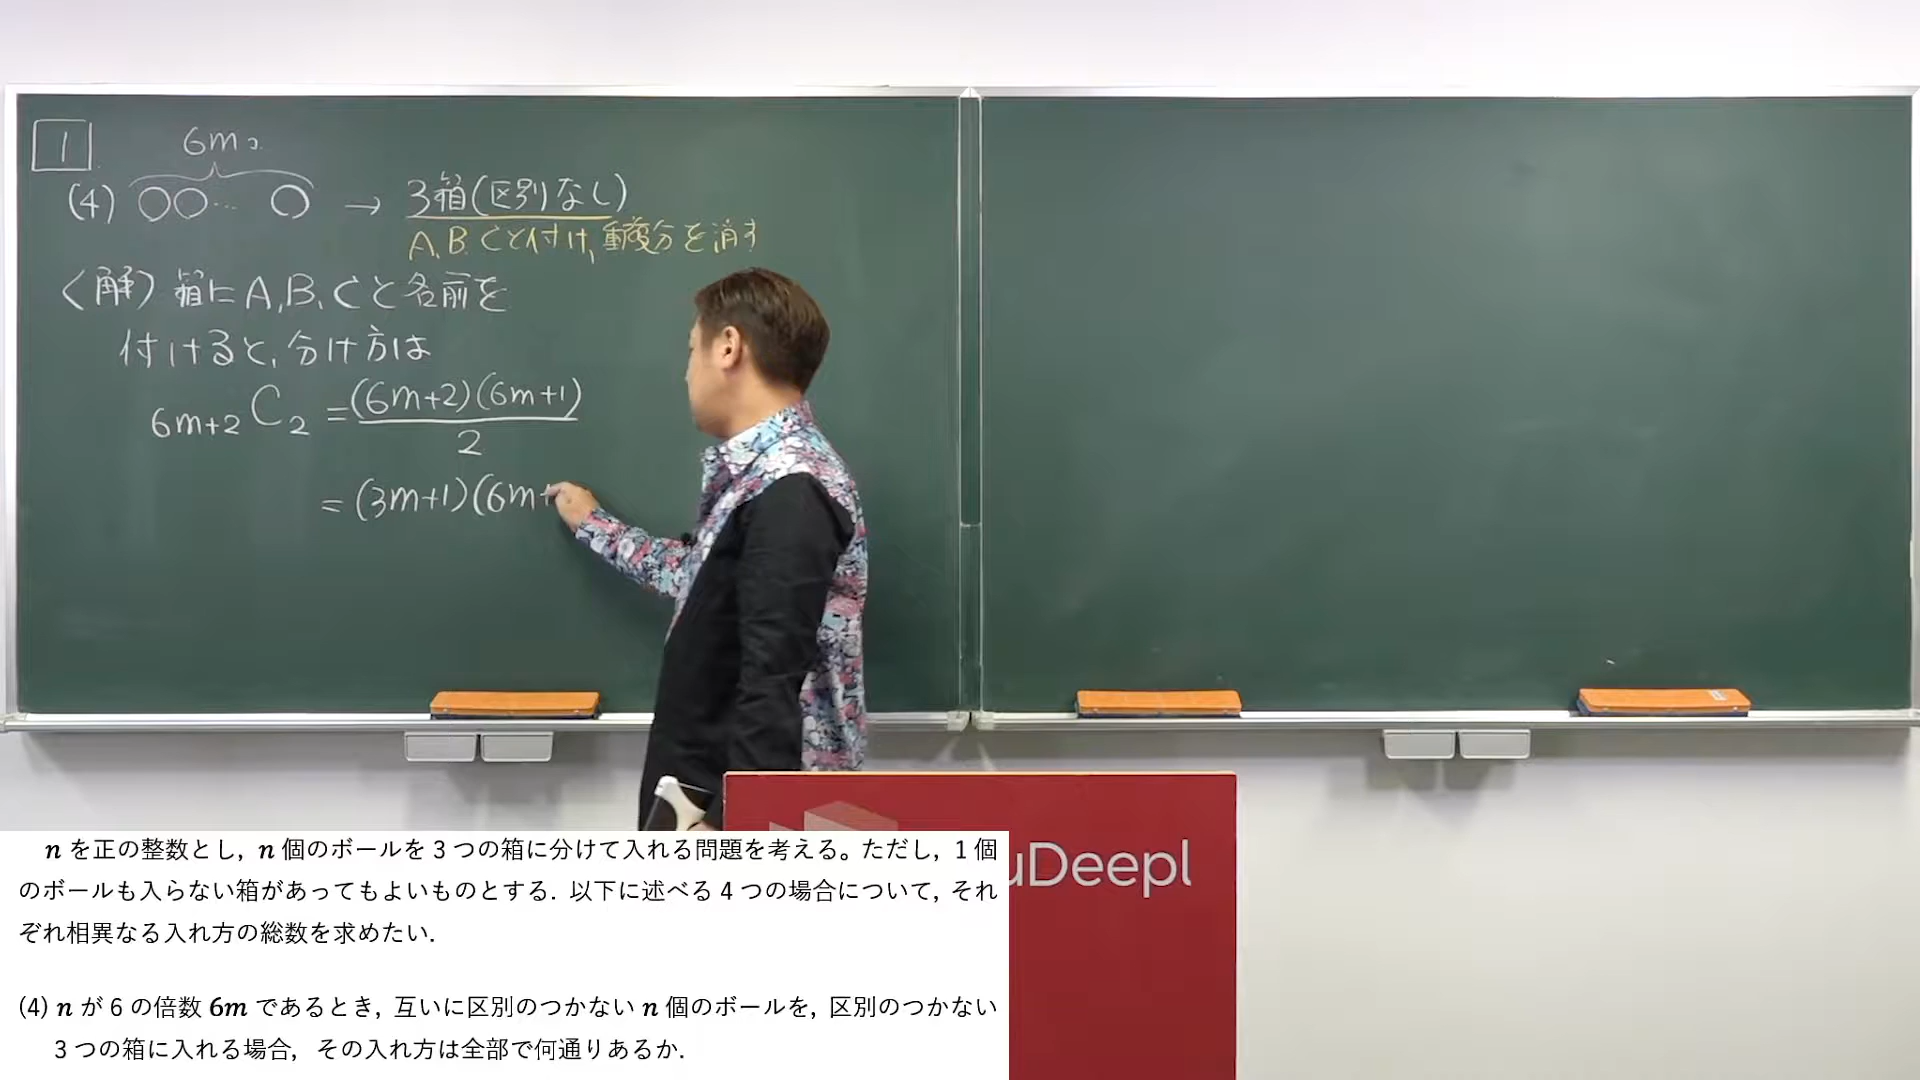 1
6mコ
(4) ○○… ○ → 3箱(区別なし)
A,B,Cと付け,重複分を消す
〈解〉箱にA,B,Cと名前を
付けると,分け方は
6m+2C2 = (6m+2)(6m+1)/2
= (3m+1)(6m+
uDeepl
nを正の整数とし, n個のボールを3つの箱に分けて入れる問題を考える。ただし, 1個
のボールも入らない箱があってもよいものとする. 以下に述べる4つの場合について, それ
ぞれ相異なる入れ方の総数を求めたい.
(4) nが6の倍数6mであるとき, 互いに区別のつかないn個のボールを, 区別のつかない
3つの箱に入れる場合, その入れ方は全部で何通りあるか.